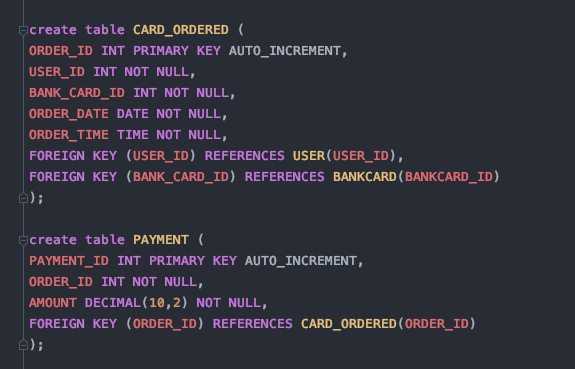 create table CARD_ORDERED (
ORDER_ID INT PRIMARY KEY AUTO_INCREMENT,
USER_ID INT NOT NULL,
BANK_CARD_ID INT NOT NULL,
ORDER_DATE DATE NOT NULL,
ORDER_TIME TIME NOT NULL,
FOREIGN KEY (USER_ID) REFERENCES USER(USER_ID),
FOREIGN KEY (BANK_CARD_ID) REFERENCES BANKCARD(BANKCARD_ID)
);
create table PAYMENT (
PAYMENT_ID INT PRIMARY KEY AUTO_INCREMENT,
ORDER_ID INT NOT NULL,
AMOUNT DECIMAL(10,2) NOT NULL,
FOREIGN KEY (ORDER_ID) REFERENCES CARD_ORDERED(ORDER_ID)
);